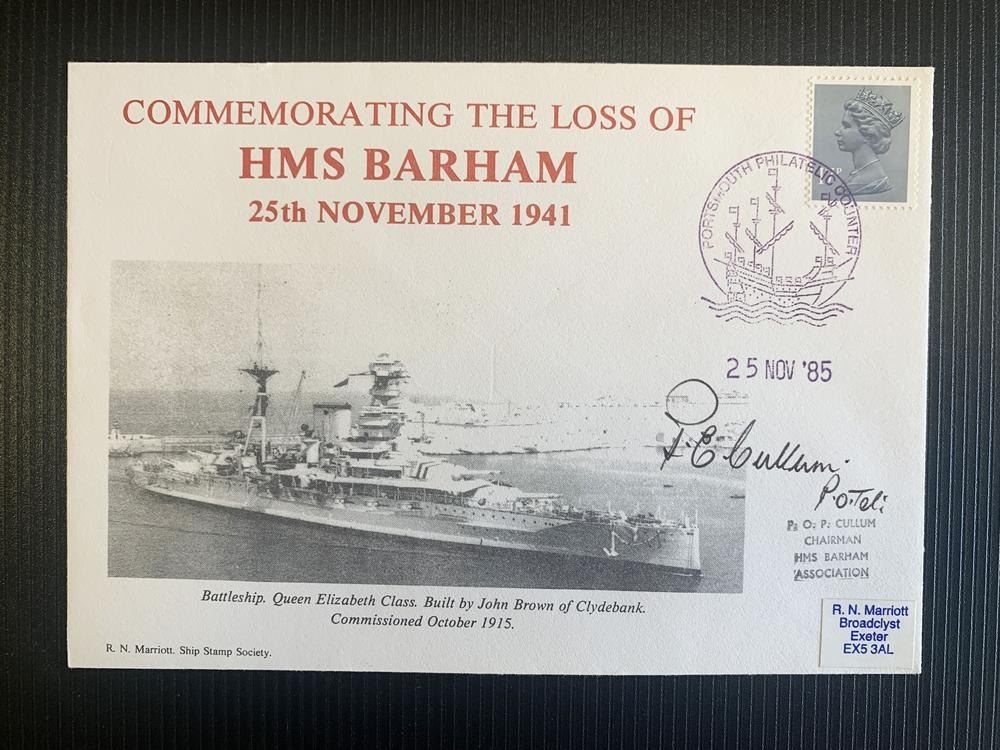 COMMEMORATING THE LOSS OF
HMS BARHAM
25th NOVEMBER 1941
PORTSMOUTH PHILATELIC COUNTER
25 NOV '85
P.E Cullum.
P.O.Tel:
P. O. P. CULLUM
CHAIRMAN
HMS BARHAM
ASSOCIATION
Battleship. Queen Elizabeth Class. Built by John Brown of Clydebank.
Commissioned October 1915.
R. N. Marriott. Ship Stamp Society.
R. N. Marriott
Broadclyst
Exeter
EX5 3AL